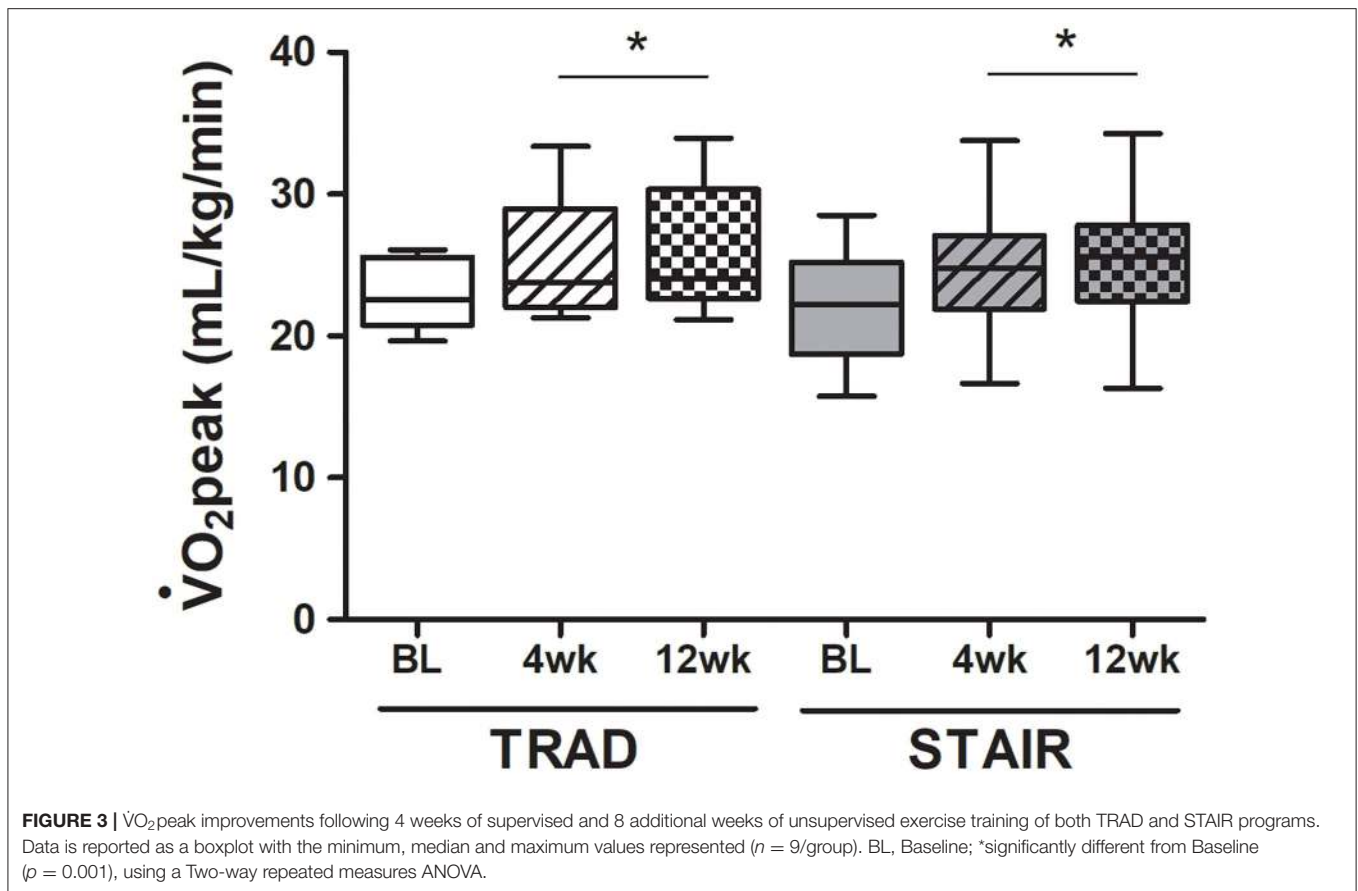 40
*
*
30
20
10
0
V̇O₂peak (mL/kg/min)
BL 4wk 12wk BL 4wk 12wk
TRAD STAIR
FIGURE 3 | V̇O₂peak improvements following 4 weeks of supervised and 8 additional weeks of unsupervised exercise training of both TRAD and STAIR programs.
Data is reported as a boxplot with the minimum, median and maximum values represented (n = 9/group). BL, Baseline; *significantly different from Baseline
(p = 0.001), using a Two-way repeated measures ANOVA.